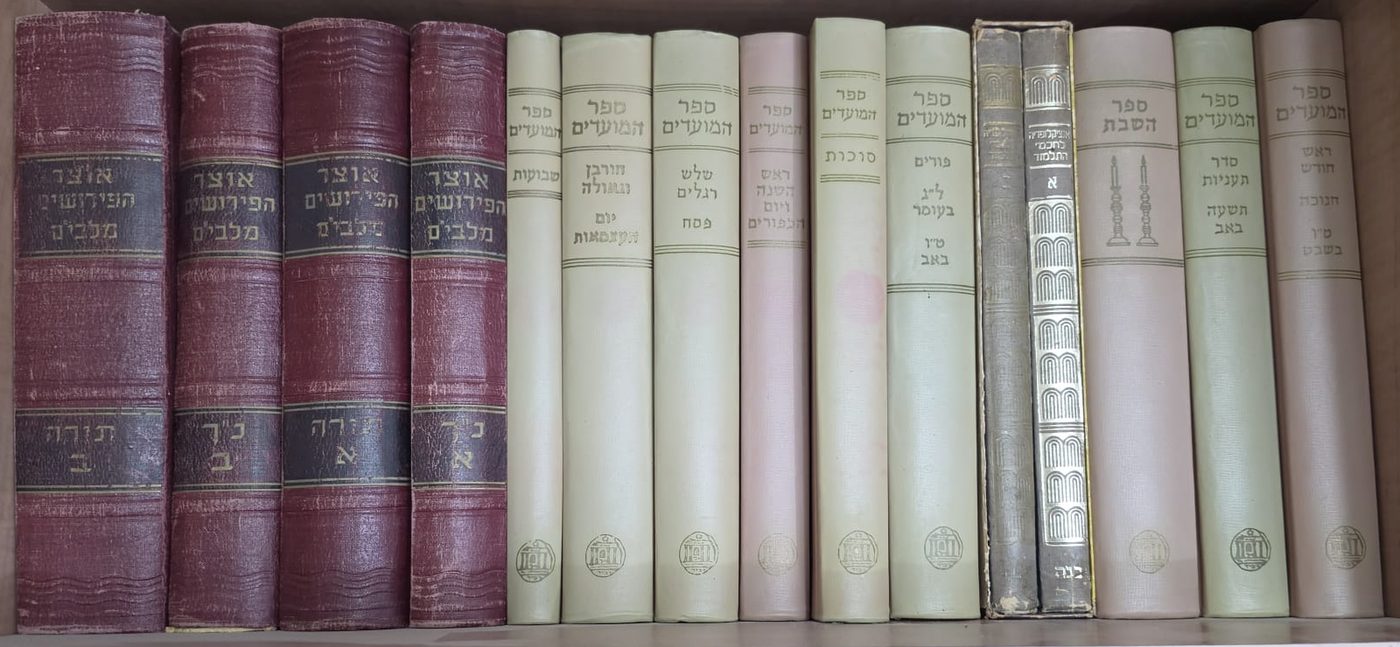 אוצר
הפירושים
מלבים
תורה
ב
אוצר
הפירושים
מלבים
נ״ך
ב
אוצר
הפירושים
מלבים
תורה
א
אוצר
הפירושים
מלבים
נ״ך
א
ספר
המועדים
שבועות
ספר
המועדים
חורבן
וגאולה
יום
העצמאות
ספר
המועדים
שלש
רגלים
פסח
ספר
המועדים
ראש
השנה
ויום
הכפורים
ספר
המועדים
סוכות
ספר
המועדים
פורים
ל״ג
בעומר
ט״ו
באב
אנציקלופדיה
לחכמי
התלמוד
א
ספר
השבת
ספר
המועדים
סדר
תעניות
תשעה
באב
ספר
המועדים
ראש
חודש
חנוכה
ט״ו
בשבט